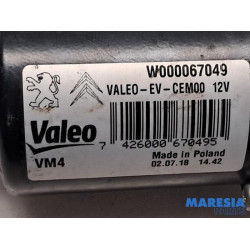 W000067049
VALEO-EV-CEM00 12V
Valeo
7 426000 670495
VM4
Made in Poland
02.07.18 14.42
MARESIA